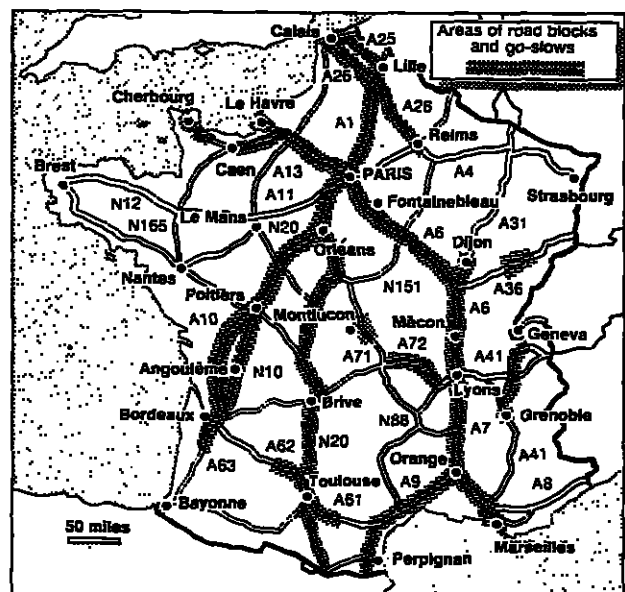 Areas of road blocks
and go-slows
Calais
A25
Lille
A26
Cherbourg
Le Havre
A1
A26
Reims
Caen
A13
PARIS
A4
Brest
A11
Fontainebleau
Strasbourg
N12
Le Mans
N165
N20
A6
A31
Orleans
Dijon
Nantes
N151
A36
Poitiers
A6
A10
Montlucon
Mâcon
Geneva
A71
A72
A41
Angoulême
N10
Lyons
Brive
Grenoble
Bordeaux
N88
A7
A62
N20
Orange
A41
A63
Toulouse
A9
A8
Bayonne
A61
50 miles
Marseilles
Perpignan